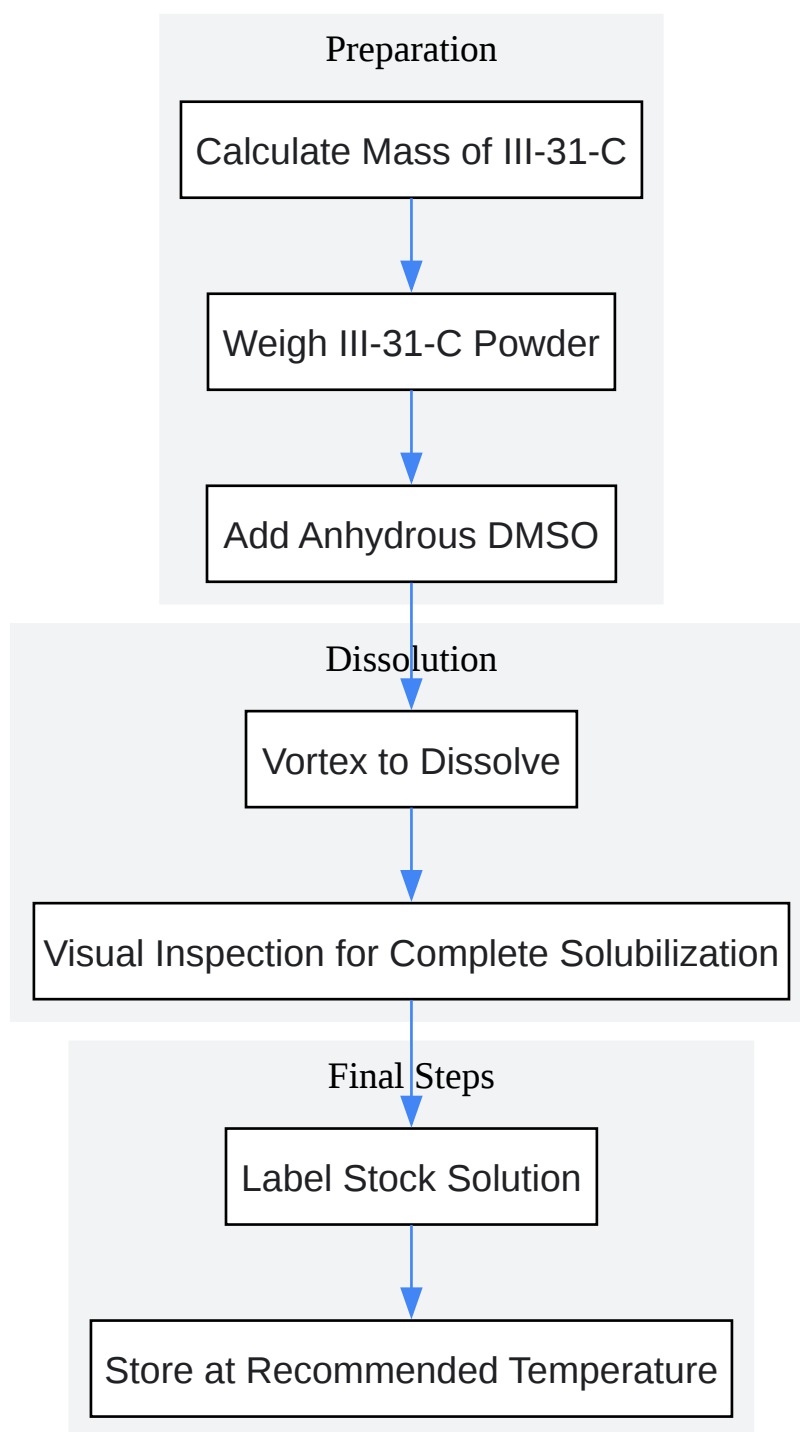 Preparation
Calculate Mass of III-31-C
Weigh III-31-C Powder
Add Anhydrous DMSO
Dissolution
Vortex to Dissolve
Visual Inspection for Complete Solubilization
Final Steps
Label Stock Solution
Store at Recommended Temperature